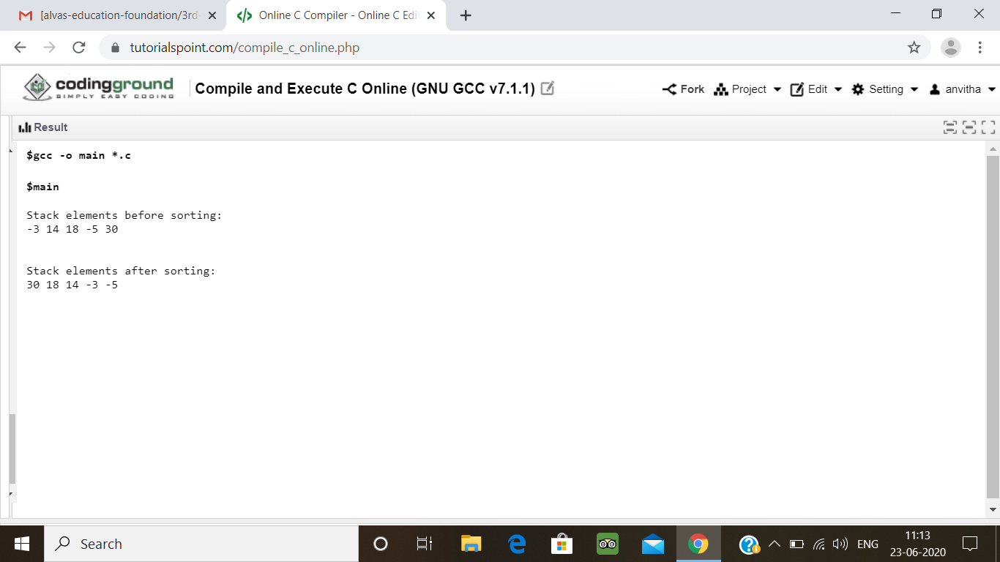 [alvas-education-foundation/3rd-
Online C Compiler - Online C Edi
tutorialspoint.com/compile_c_online.php
codingground
SIMPLY EASY CODING
Compile and Execute C Online (GNU GCC v7.1.1)
Fork
Project
Edit
Setting
anvitha
Result
$gcc -o main *.c
$main
Stack elements before sorting:
-3 14 18 -5 30
Stack elements after sorting:
30 18 14 -3 -5
Search
ENG
11:13
23-06-2020